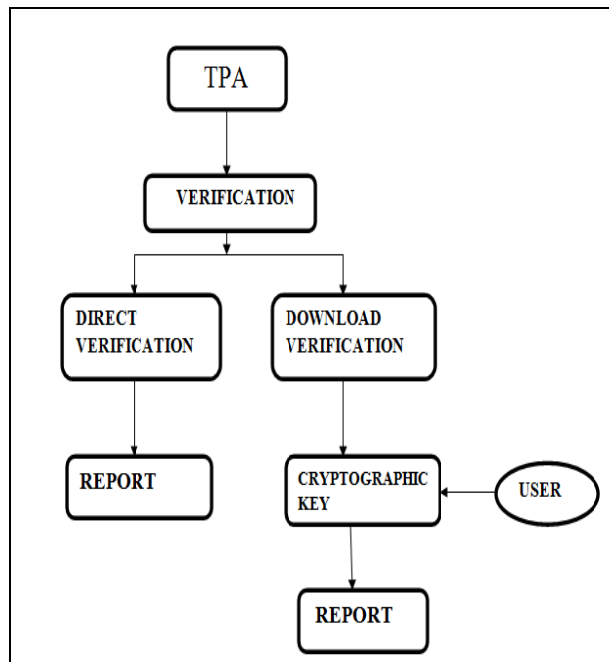 TPA
VERIFICATION
DIRECT
VERIFICATION
DOWNLOAD
VERIFICATION
REPORT
CRYPTOGRAPHIC
KEY
USER
REPORT